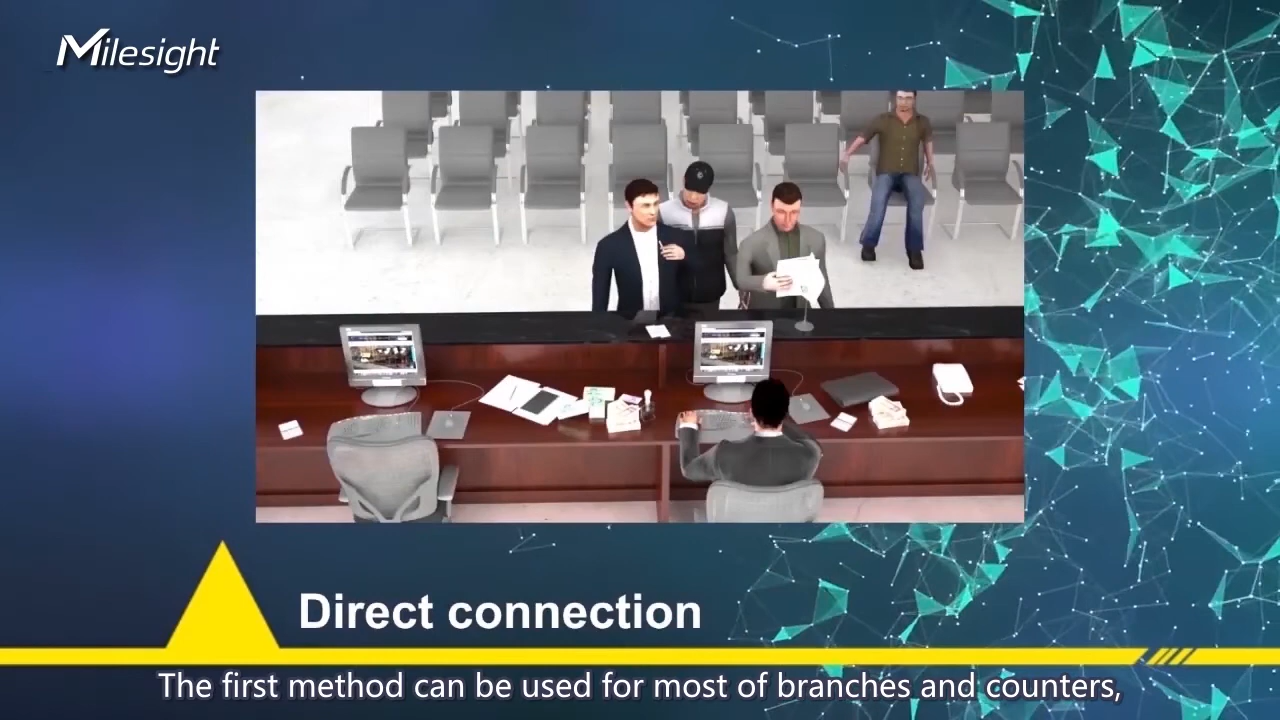 Milesight
Direct connection
The first method can be used for most of branches and counters,